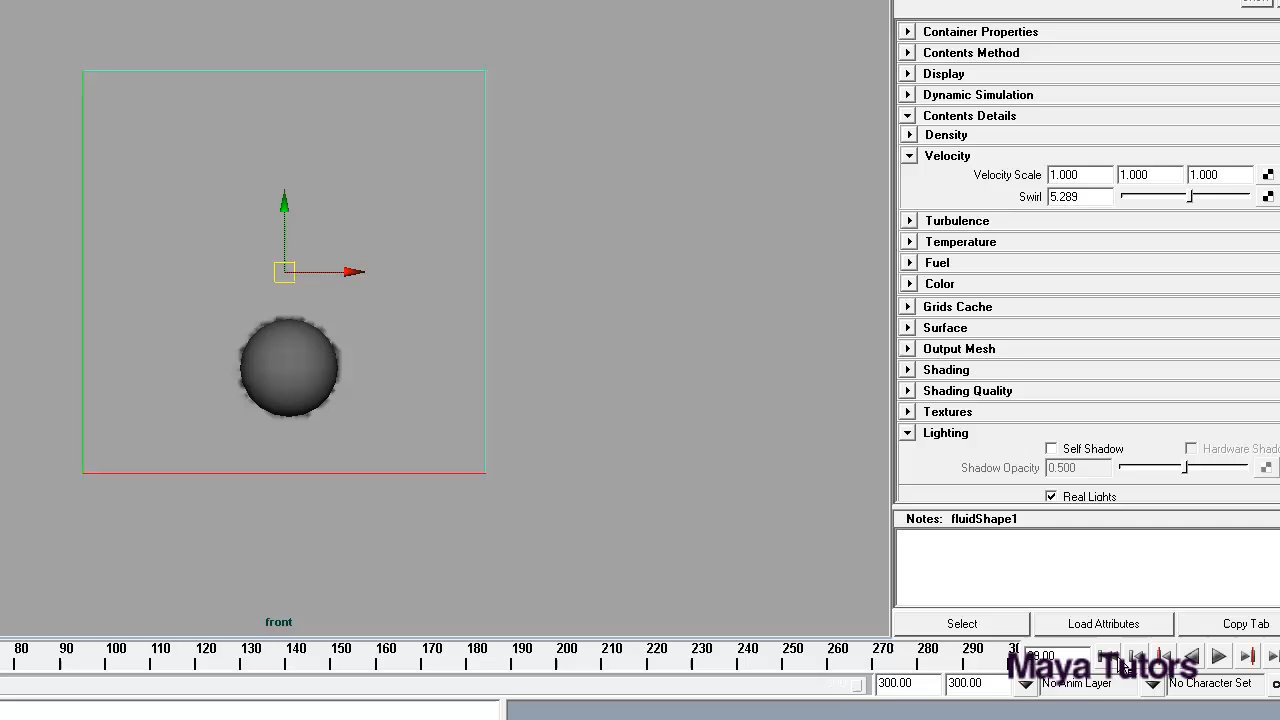 Container Properties
Contents Method
Display
Dynamic Simulation
Contents Details
Density
Velocity
Velocity Scale 1.000 1.000 1.000
Swirl 5.289
Turbulence
Temperature
Fuel
Color
Grids Cache
Surface
Output Mesh
Shading
Shading Quality
Textures
Lighting
Self Shadow Hardware Shado
Shadow Opacity 0.500
Real Lights
Notes: fluidShape1
front
Select Load Attributes Copy Tab
80 90 100 110 120 130 140 150 160 170 180 190 200 210 220 230 240 250 260 270 280 290
Maya Tutors
300.00 300.00 No Anim Layer No Character Set